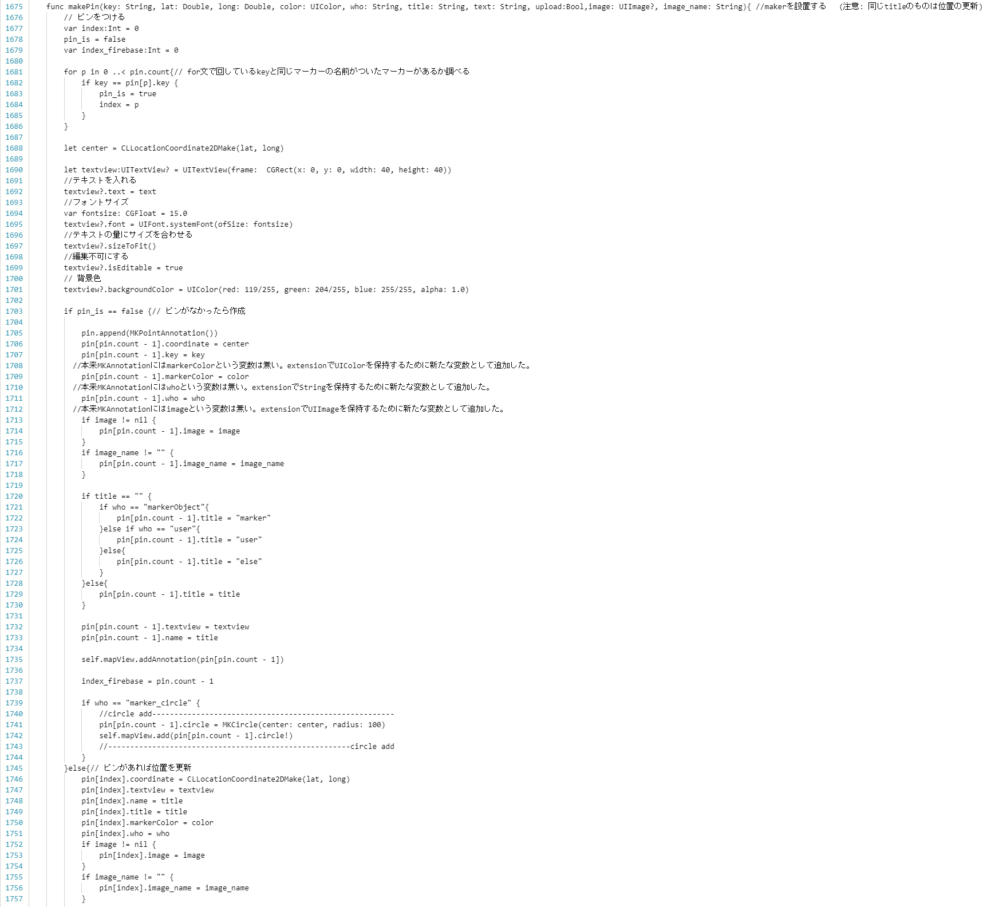 1675 func makePin(key: String, lat: Double, long: Double, color: UIColor, who: String, title: String, text: String, upload:Bool,image: UIImage?, image_name: String){ //makerを設置する (注意: 同じtitleのものは位置の更新)
1676 // ピンをつける
1677 var index:Int = 0
1678 pin_is = false
1679 var index_firebase:Int = 0
1680
1681 for p in 0 ..< pin.count{// for文で回しているkeyと同じマーカーの名前がついたマーカーがあるか調べる
1682 if key == pin[p].key {
1683 pin_is = true
1684 index = p
1685 }
1686 }
1687
1688 let center = CLLocationCoordinate2DMake(lat, long)
1689
1690 let textview:UITextView? = UITextView(frame:  CGRect(x: 0, y: 0, width: 40, height: 40))
1691 //テキストを入れる
1692 textview?.text = text
1693 //フォントサイズ
1694 var fontsize: CGFloat = 15.0
1695 textview?.font = UIFont.systemFont(ofSize: fontsize)
1696 //テキストの量にサイズを合わせる
1697 textview?.sizeToFit()
1698 //編集不可にする
1699 textview?.isEditable = true
1700 // 背景色
1701 textview?.backgroundColor = UIColor(red: 119/255, green: 204/255, blue: 255/255, alpha: 1.0)
1702
1703 if pin_is == false {// ピンがなかったら作成
1704
1705 pin.append(MKPointAnnotation())
1706 pin[pin.count - 1].coordinate = center
1707 pin[pin.count - 1].key = key
1708 //本来MKAnnotationにはmarkerColorという変数は無い。extensionでUIColorを保持するために新たな変数として追加した。
1709 pin[pin.count - 1].markerColor = color
1710 //本来MKAnnotationにはwhoという変数は無い。extensionでStringを保持するために新たな変数として追加した。
1711 pin[pin.count - 1].who = who
1712 //本来MKAnnotationにはimageという変数は無い。extensionでUIImageを保持するために新たな変数として追加した。
1713 if image != nil {
1714 pin[pin.count - 1].image = image
1715 }
1716 if image_name != "" {
1717 pin[pin.count - 1].image_name = image_name
1718 }
1719
1720 if title == "" {
1721 if who == "markerObject"{
1722 pin[pin.count - 1].title = "marker"
1723 }else if who == "user"{
1724 pin[pin.count - 1].title = "user"
1725 }else{
1726 pin[pin.count - 1].title = "else"
1727 }
1728 }else{
1729 pin[pin.count - 1].title = title
1730 }
1731
1732 pin[pin.count - 1].textview = textview
1733 pin[pin.count - 1].name = title
1734
1735 self.mapView.addAnnotation(pin[pin.count - 1])
1736
1737 index_firebase = pin.count - 1
1738
1739 if who == "marker_circle" {
1740 //circle add-------------------------------------------------------
1741 pin[pin.count - 1].circle = MKCircle(center: center, radius: 100)
1742 self.mapView.add(pin[pin.count - 1].circle!)
1743 //-------------------------------------------------------circle add
1744 }
1745 }else{// ピンがあれば位置を更新
1746 pin[index].coordinate = CLLocationCoordinate2DMake(lat, long)
1747 pin[index].textview = textview
1748 pin[index].name = title
1749 pin[index].title = title
1750 pin[index].markerColor = color
1751 pin[index].who = who
1752 if image != nil {
1753 pin[index].image = image
1754 }
1755 if image_name != "" {
1756 pin[index].image_name = image_name
1757 }